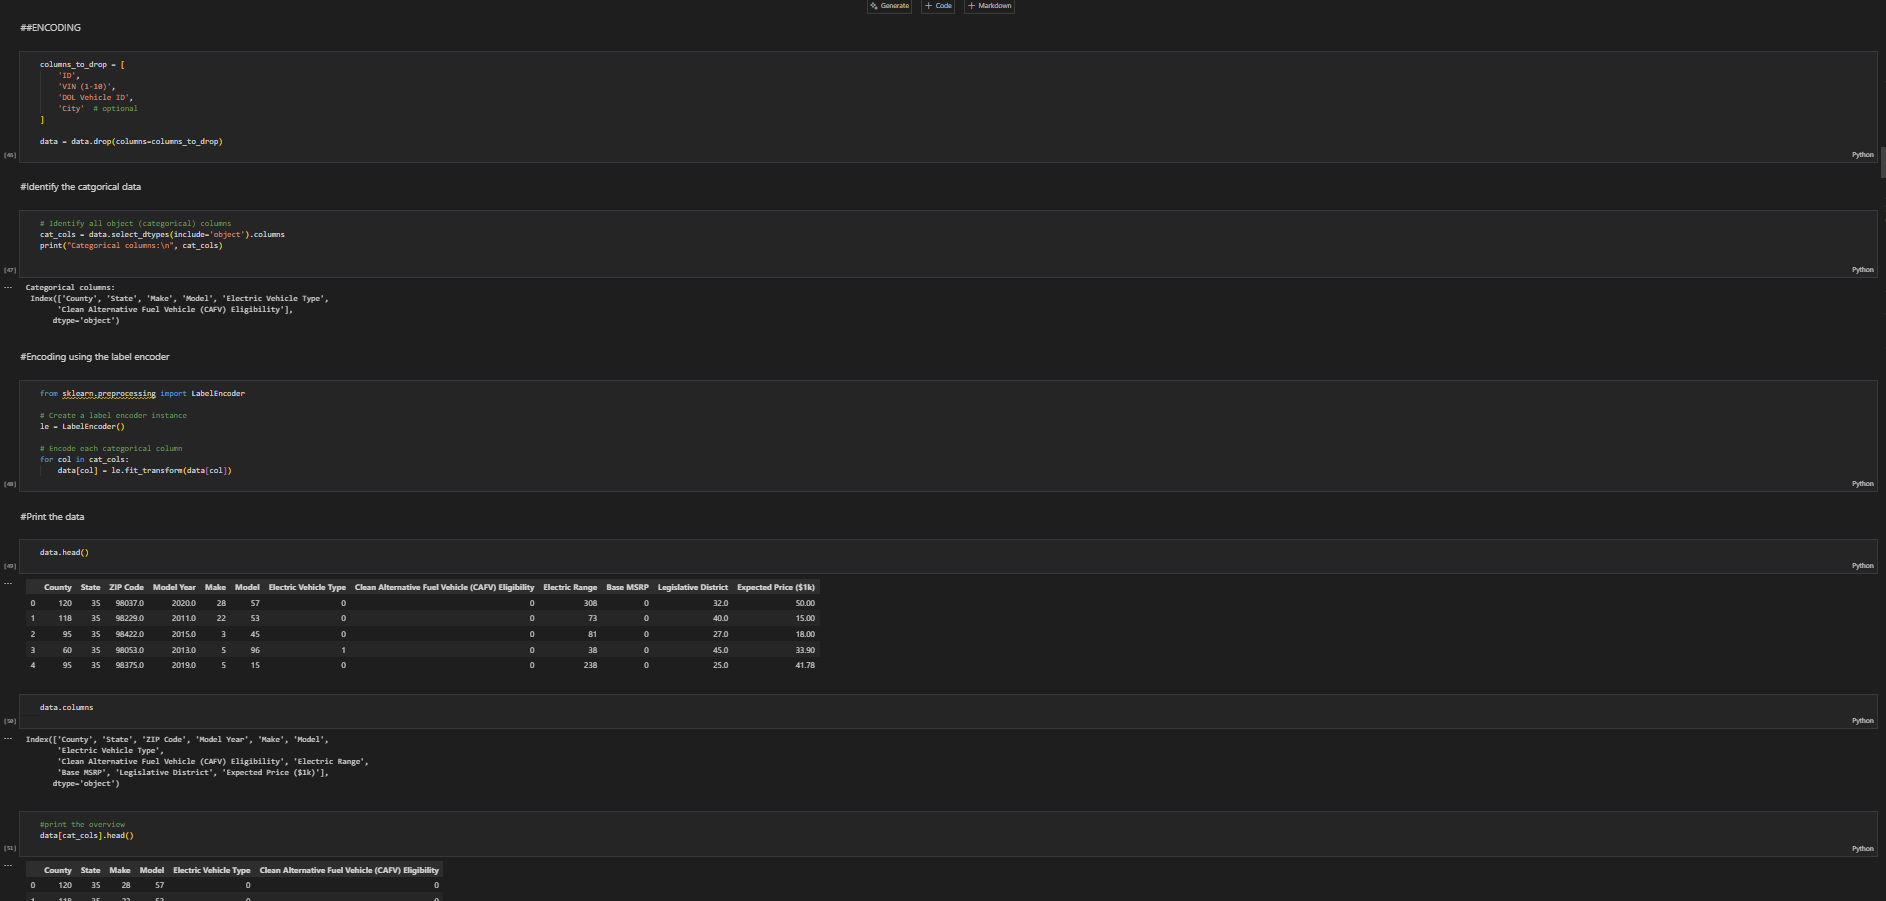 Generate + Code + Markdown
##ENCODING
columns_to_drop = [
'ID',
'VIN (1-10)',
'DOL Vehicle ID',
'City' # optional
]
data = data.drop(columns=columns_to_drop)
[46] Python
#Identify the catgorical data
# Identify all object (categorical) columns
cat_cols = data.select_dtypes(include='object').columns
print("Categorical columns:\n", cat_cols)
[47] Python
... Categorical columns:
Index(['County', 'State', 'Make', 'Model', 'Electric Vehicle Type',
'Clean Alternative Fuel Vehicle (CAFV) Eligibility'],
dtype='object')
#Encoding using the label encoder
from sklearn.preprocessing import LabelEncoder
# Create a label encoder instance
le = LabelEncoder()
# Encode each categorical column
for col in cat_cols:
data[col] = le.fit_transform(data[col])
[48] Python
#Print the data
data.head()
[49] Python
...
County State ZIP Code Model Year Make Model Electric Vehicle Type Clean Alternative Fuel Vehicle (CAFV) Eligibility Electric Range Base MSRP Legislative District Expected Price ($1k)
0 120 35 98037.0 2020.0 28 57 0 0 308 0 32.0 50.00
1 118 35 98229.0 2011.0 22 53 0 0 73 0 40.0 15.00
2 95 35 98422.0 2015.0 3 45 0 0 81 0 27.0 18.00
3 60 35 98053.0 2013.0 5 96 1 0 38 0 45.0 33.90
4 95 35 98375.0 2019.0 5 15 0 0 238 0 25.0 41.78
data.columns
[50] Python
... Index(['County', 'State', 'ZIP Code', 'Model Year', 'Make', 'Model',
'Electric Vehicle Type',
'Clean Alternative Fuel Vehicle (CAFV) Eligibility', 'Electric Range',
'Base MSRP', 'Legislative District', 'Expected Price ($1k)'],
dtype='object')
#print the overview
data[cat_cols].head()
[51] Python
...
County State Make Model Electric Vehicle Type Clean Alternative Fuel Vehicle (CAFV) Eligibility
0 120 35 28 57 0 0
1 118 35 22 53 0 0